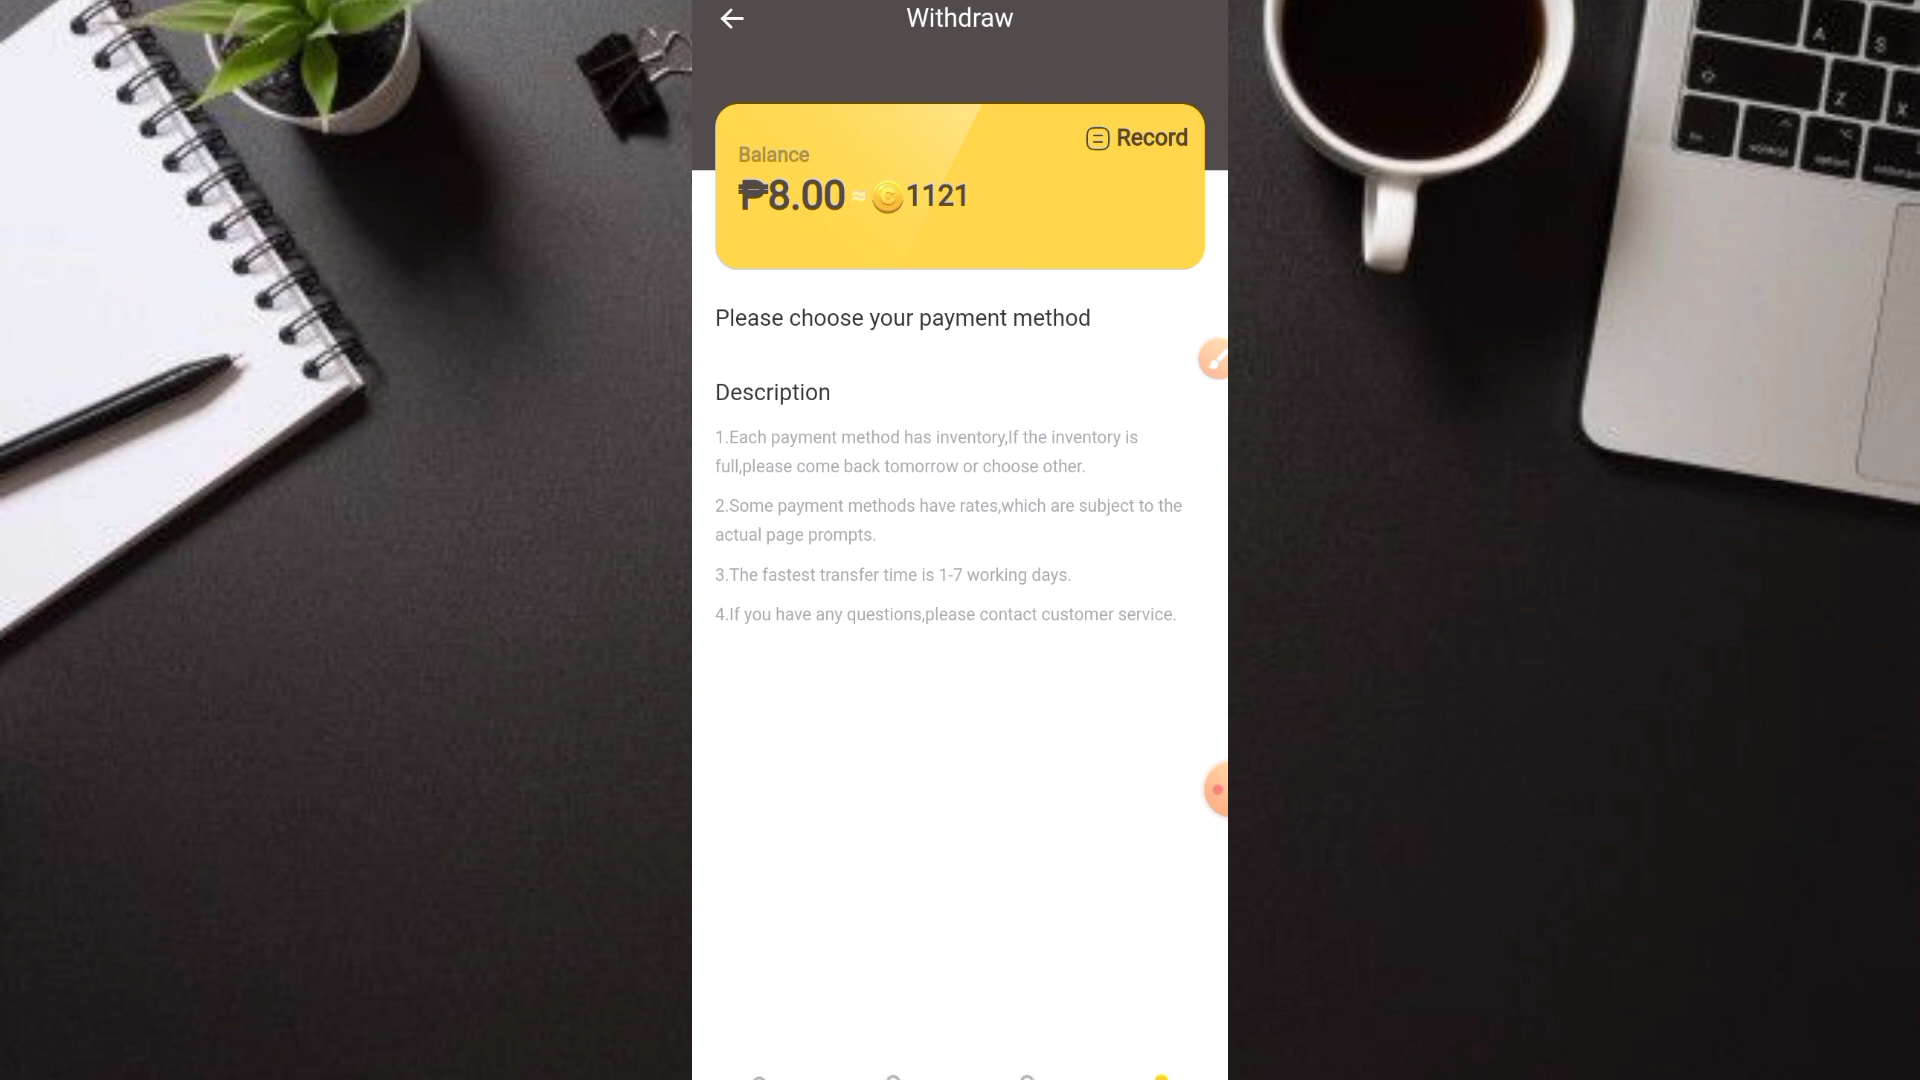 Withdraw
Record
Balance
₱8.00 ≈ 1121
Please choose your payment method
Description
1.Each payment method has inventory,If the inventory is
full,please come back tomorrow or choose other.
2.Some payment methods have rates,which are subject to the
actual page prompts.
3.The fastest transfer time is 1-7 working days.
4.If you have any questions,please contact customer service.
A
S
Z
X
control
option